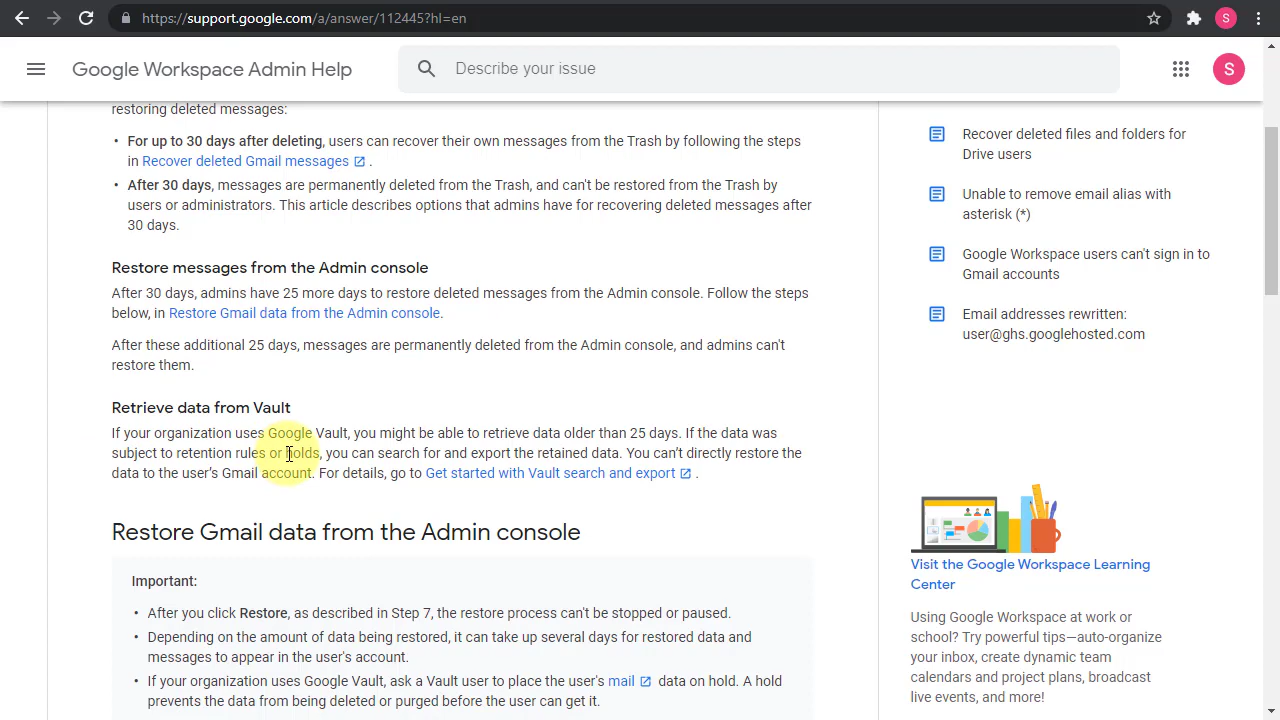 https://support.google.com/a/answer/112445?hl=en
S
Google Workspace Admin Help
Describe your issue
S
restoring deleted messages:
• For up to 30 days after deleting, users can recover their own messages from the Trash by following the steps
in Recover deleted Gmail messages .
• After 30 days, messages are permanently deleted from the Trash, and can't be restored from the Trash by
users or administrators. This article describes options that admins have for recovering deleted messages after
30 days.
Restore messages from the Admin console
After 30 days, admins have 25 more days to restore deleted messages from the Admin console. Follow the steps
below, in Restore Gmail data from the Admin console.
After these additional 25 days, messages are permanently deleted from the Admin console, and admins can't
restore them.
Retrieve data from Vault
If your organization uses Google Vault, you might be able to retrieve data older than 25 days. If the data was
subject to retention rules or holds, you can search for and export the retained data. You can't directly restore the
data to the user's Gmail account. For details, go to Get started with Vault search and export .
Restore Gmail data from the Admin console
Important:
• After you click Restore, as described in Step 7, the restore process can't be stopped or paused.
• Depending on the amount of data being restored, it can take up several days for restored data and
messages to appear in the user's account.
• If your organization uses Google Vault, ask a Vault user to place the user's mail data on hold. A hold
prevents the data from being deleted or purged before the user can get it.
Recover deleted files and folders for
Drive users
Unable to remove email alias with
asterisk (*)
Google Workspace users can't sign in to
Gmail accounts
Email addresses rewritten:
user@ghs.googlehosted.com
Visit the Google Workspace Learning
Center
Using Google Workspace at work or
school? Try powerful tips—auto-organize
your inbox, create dynamic team
calendars and project plans, broadcast
live events, and more!